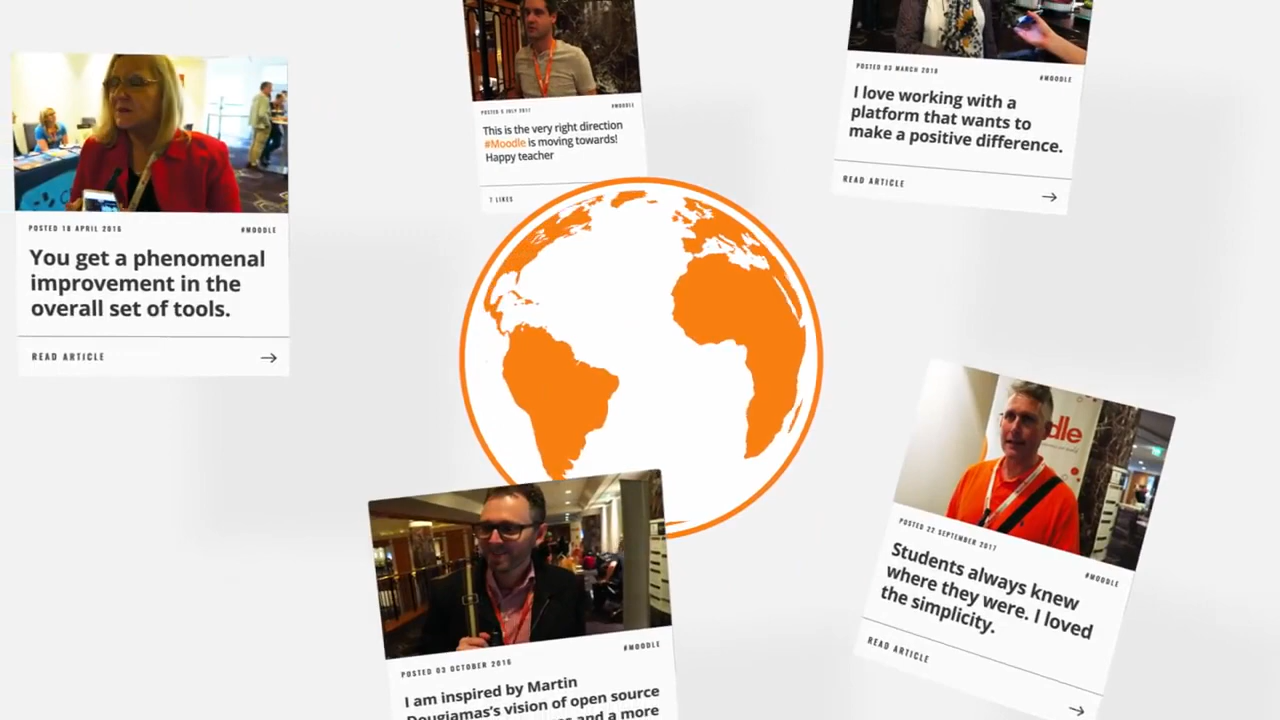 POSTED 18 APRIL 2016 #MOODLE
You get a phenomenal
improvement in the
overall set of tools.
READ ARTICLE
POSTED 5 JULY 2017 #MOODLE
This is the very right direction
#Moodle is moving towards!
Happy teacher
7 LIKES
POSTED 03 MARCH 2018 #MOODLE
I love working with a
platform that wants to
make a positive difference.
READ ARTICLE
dle
POSTED 22 SEPTEMBER 2017 #MOODLE
Students always knew
where they were. I loved
the simplicity.
READ ARTICLE
POSTED 03 OCTOBER 2016 #MOODLE
I am inspired by Martin
Dougiamas's vision of open source
and a more